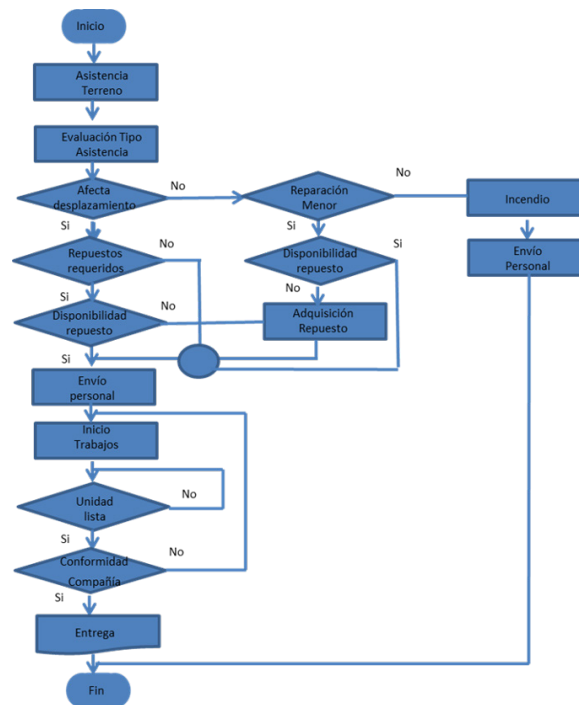 Inicio
Asistencia
Terreno
Evaluación Tipo
Asistencia
Afecta
desplazamiento
No
Reparación
Menor
No
Incendio
Si
Si
Repuestos
requeridos
No
Disponibilidad
repuesto
Si
Envío
Personal
Si
No
No
Disponibilidad
repuesto
No
Adquisición
Repuesto
Si
Envío
personal
Inicio
Trabajos
Unidad
lista
No
Si
No
Conformidad
Compañía
Si
Entrega
Fin